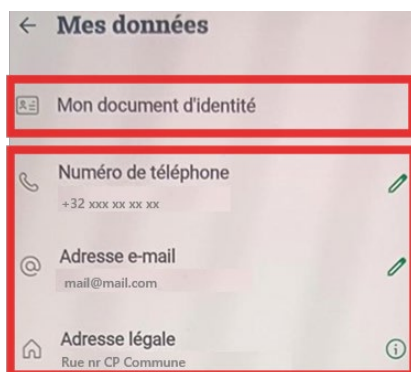 Mes données
Mon document d'identité
Numéro de téléphone
+32 xxx xx xx xx
Adresse e-mail
mail@mail.com
Adresse légale
Rue nr CP Commune